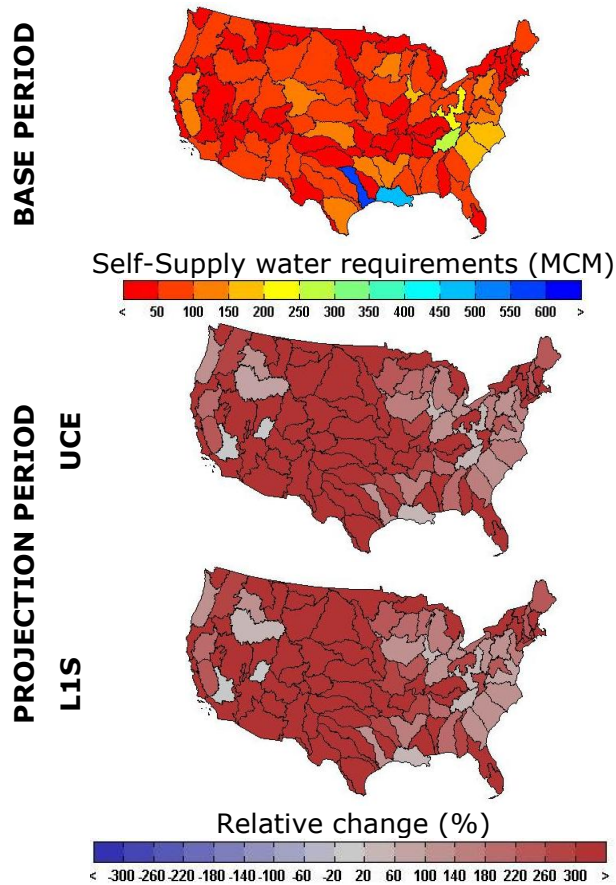 BASE PERIOD
Self-Supply water requirements (MCM)
< 50 100 150 200 250 300 350 400 450 500 550 600 >
PROJECTION PERIOD
UCE
L1S
Relative change (%)
< -300 -260 -220 -180 -140 -100 -60 -20 20 60 100 140 180 220 260 300 >